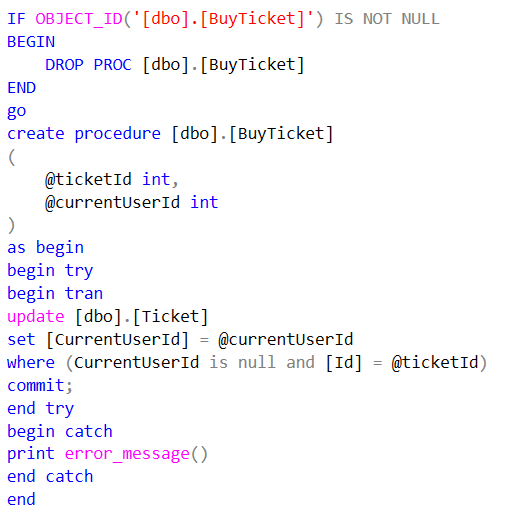 IF OBJECT_ID('[dbo].[BuyTicket]') IS NOT NULL
BEGIN
    DROP PROC [dbo].[BuyTicket]
END
go
create procedure [dbo].[BuyTicket]
(
    @ticketId int,
    @currentUserId int
)
as begin
begin try
begin tran
update [dbo].[Ticket]
set [CurrentUserId] = @currentUserId
where (CurrentUserId is null and [Id] = @ticketId)
commit;
end try
begin catch
print error_message()
end catch
end